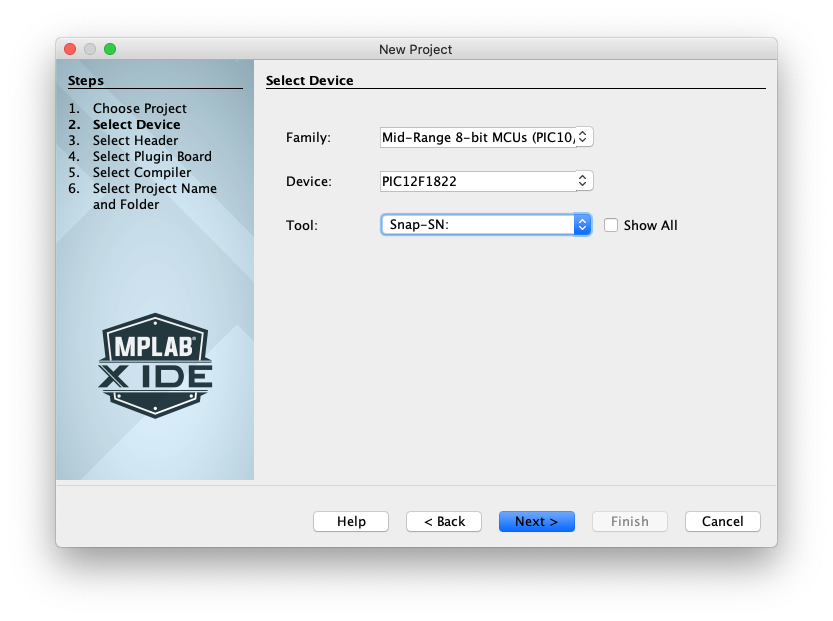 New Project
Steps
1. Choose Project
2. Select Device
3. Select Header
4. Select Plugin Board
5. Select Compiler
6. Select Project Name
and Folder
MPLAB®
X IDE
Select Device
Family: Mid-Range 8-bit MCUs (PIC10,
Device: PIC12F1822
Tool: Snap-SN: Show All
Help < Back Next > Finish Cancel